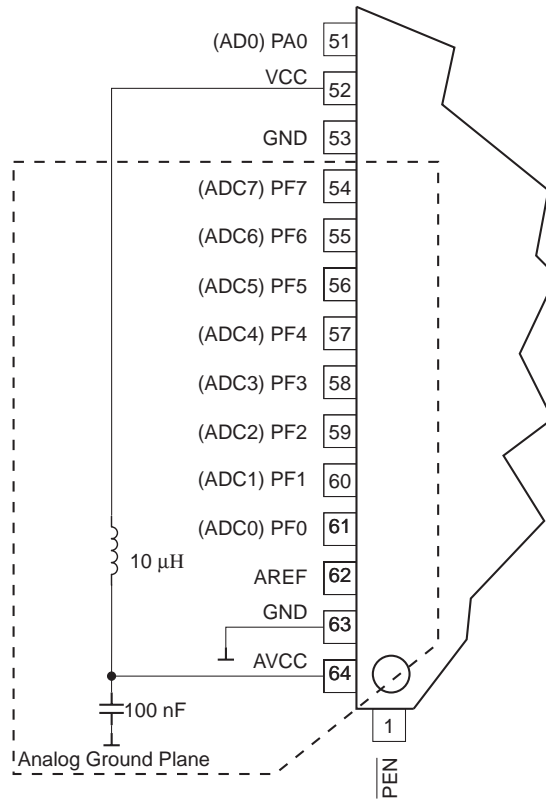 (AD0) PA0 51
VCC 52
GND 53
(ADC7) PF7 54
(ADC6) PF6 55
(ADC5) PF5 56
(ADC4) PF4 57
(ADC3) PF3 58
(ADC2) PF2 59
(ADC1) PF1 60
(ADC0) PF0 61
10 μH
AREF 62
GND 63
AVCC 64
100 nF
1
Analog Ground Plane
PEN